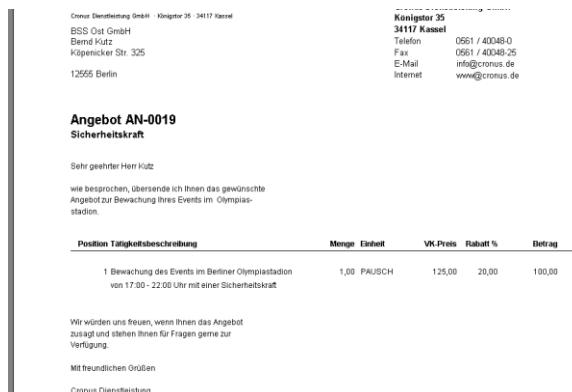 Cronus Dienstleistung GmbH · Königstor 35 · 34117 Kassel
BSS Ost GmbH
Bernd Kutz
Köpenicker Str. 325
12555 Berlin
Cronus Dienstleistung GmbH
Königstor 35
34117 Kassel
Telefon 0561 / 40048-0
Fax 0561 / 40048-25
E-Mail info@cronus.de
Internet www@cronus.de
Angebot AN-0019
Sicherheitskraft
Sehr geehrter Herr Kutz
wie besprochen, übersende ich Ihnen das gewünschte
Angebot zur Bewachung Ihres Events im Olympias-
stadion.
Position Tätigkeitsbeschreibung Menge Einheit VK-Preis Rabatt % Betrag
1 Bewachung des Events im Berliner Olympiastadion 1,00 PAUSCH 125,00 20,00 100,00
von 17:00 - 22:00 Uhr mit einer Sicherheitskraft
Wir würden uns freuen, wenn Ihnen das Angebot
zusagt und stehen Ihnen für Fragen gerne zur
Verfügung.
Mit freundlichen Grüßen
Cronus Dienstleistung